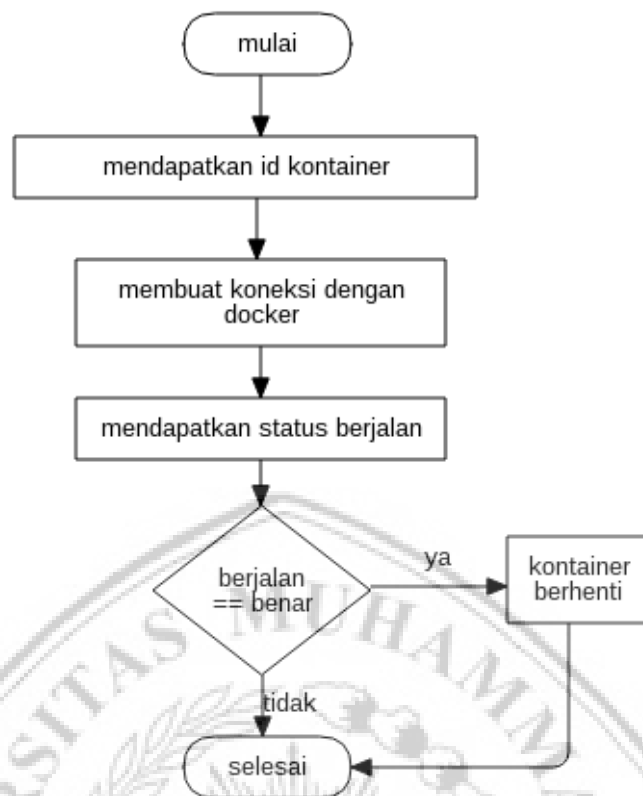 mulai
mendapatkan id kontainer
membuat koneksi dengan
docker
mendapatkan status berjalan
berjalan
== benar
ya
kontainer
berhenti
tidak
selesai